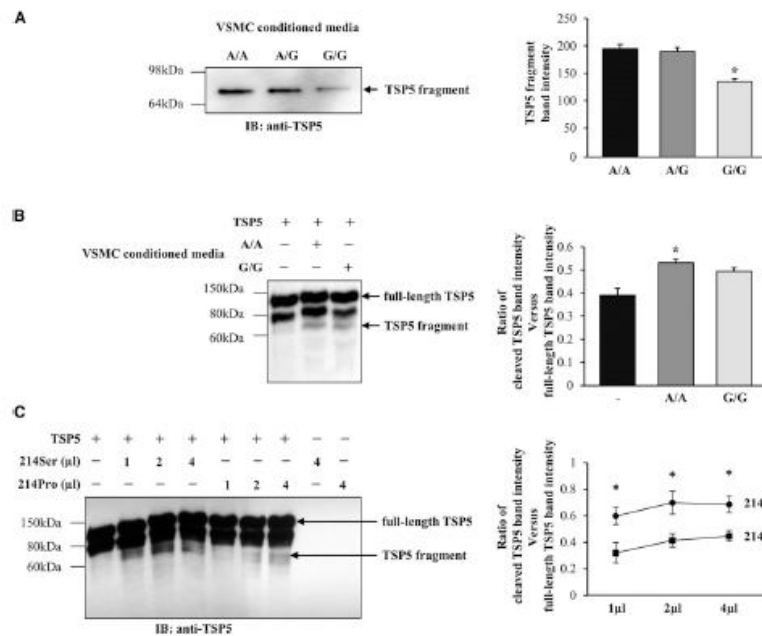 A
VSMC conditioned media
A/A A/G G/G
98kDa
64kDa
TSP5 fragment
IB: anti-TSP5
TSP5 fragment
band intensity
250
200
150
100
50
0
*
A/A A/G G/G
B
TSP5 + + +
VSMC conditioned media
A/A – + –
G/G – – +
150kDa
80kDa
60kDa
full-length TSP5
TSP5 fragment
Ratio of
cleaved TSP5 band intensity
Versus
full-length TSP5 band intensity
0.6
0.5
0.4
0.3
0.2
0.1
0
*
- A/A G/G
C
TSP5 + + + + + + + – –
214Ser (µl) – 1 2 4 – – – 4 –
214Pro (µl) – – – – 1 2 4 – 4
150kDa
80kDa
60kDa
full-length TSP5
TSP5 fragment
IB: anti-TSP5
Ratio of
cleaved TSP5 band intensity
Versus
full-length TSP5 band intensity
1
0.8
0.6
0.4
0.2
0
* * *
214
214
1µl 2µl 4µl